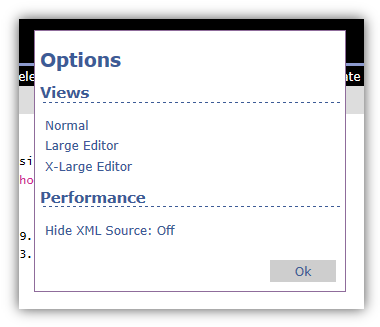 Options
ele
ate
Views
Normal
Large Editor
si
X-Large Editor
ho
Performance
Hide XML Source: Off
9.
3.
Ok